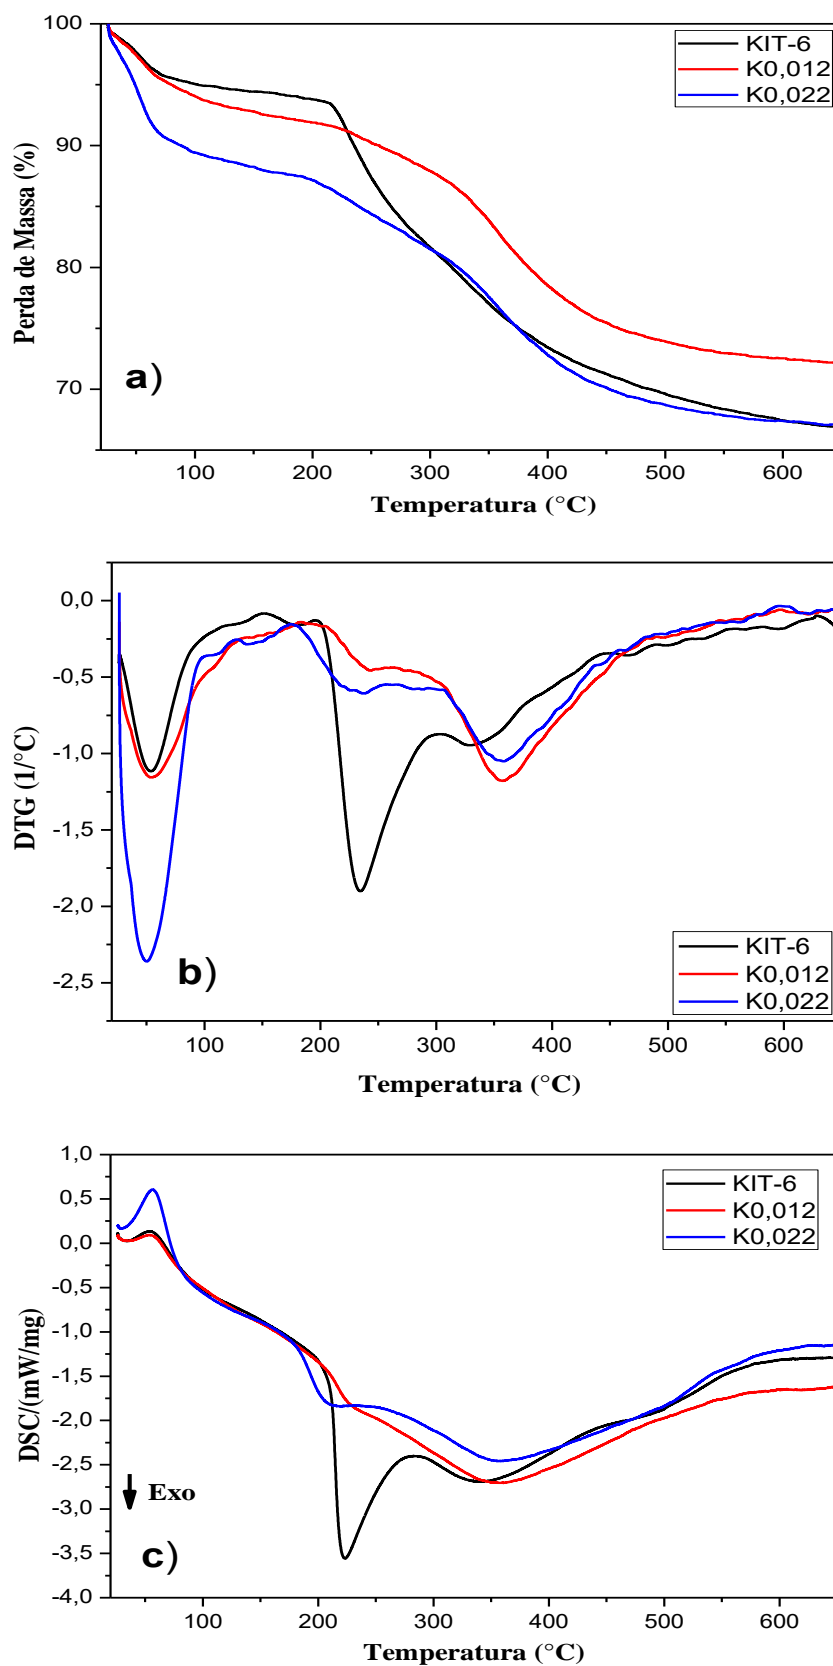 100
90
80
70
Perda de Massa (%)
KIT-6
K0,012
K0,022
a)
100 200 300 400 500 600
Temperatura (°C)
0,0
-0,5
-1,0
-1,5
-2,0
-2,5
DTG (1/°C)
KIT-6
K0,012
K0,022
b)
100 200 300 400 500 600
Temperatura (°C)
1,0
0,5
0,0
-0,5
-1,0
-1,5
-2,0
-2,5
-3,0
-3,5
-4,0
DSC/(mW/mg)
KIT-6
K0,012
K0,022
Exo
c)
100 200 300 400 500 600
Temperatura (°C)